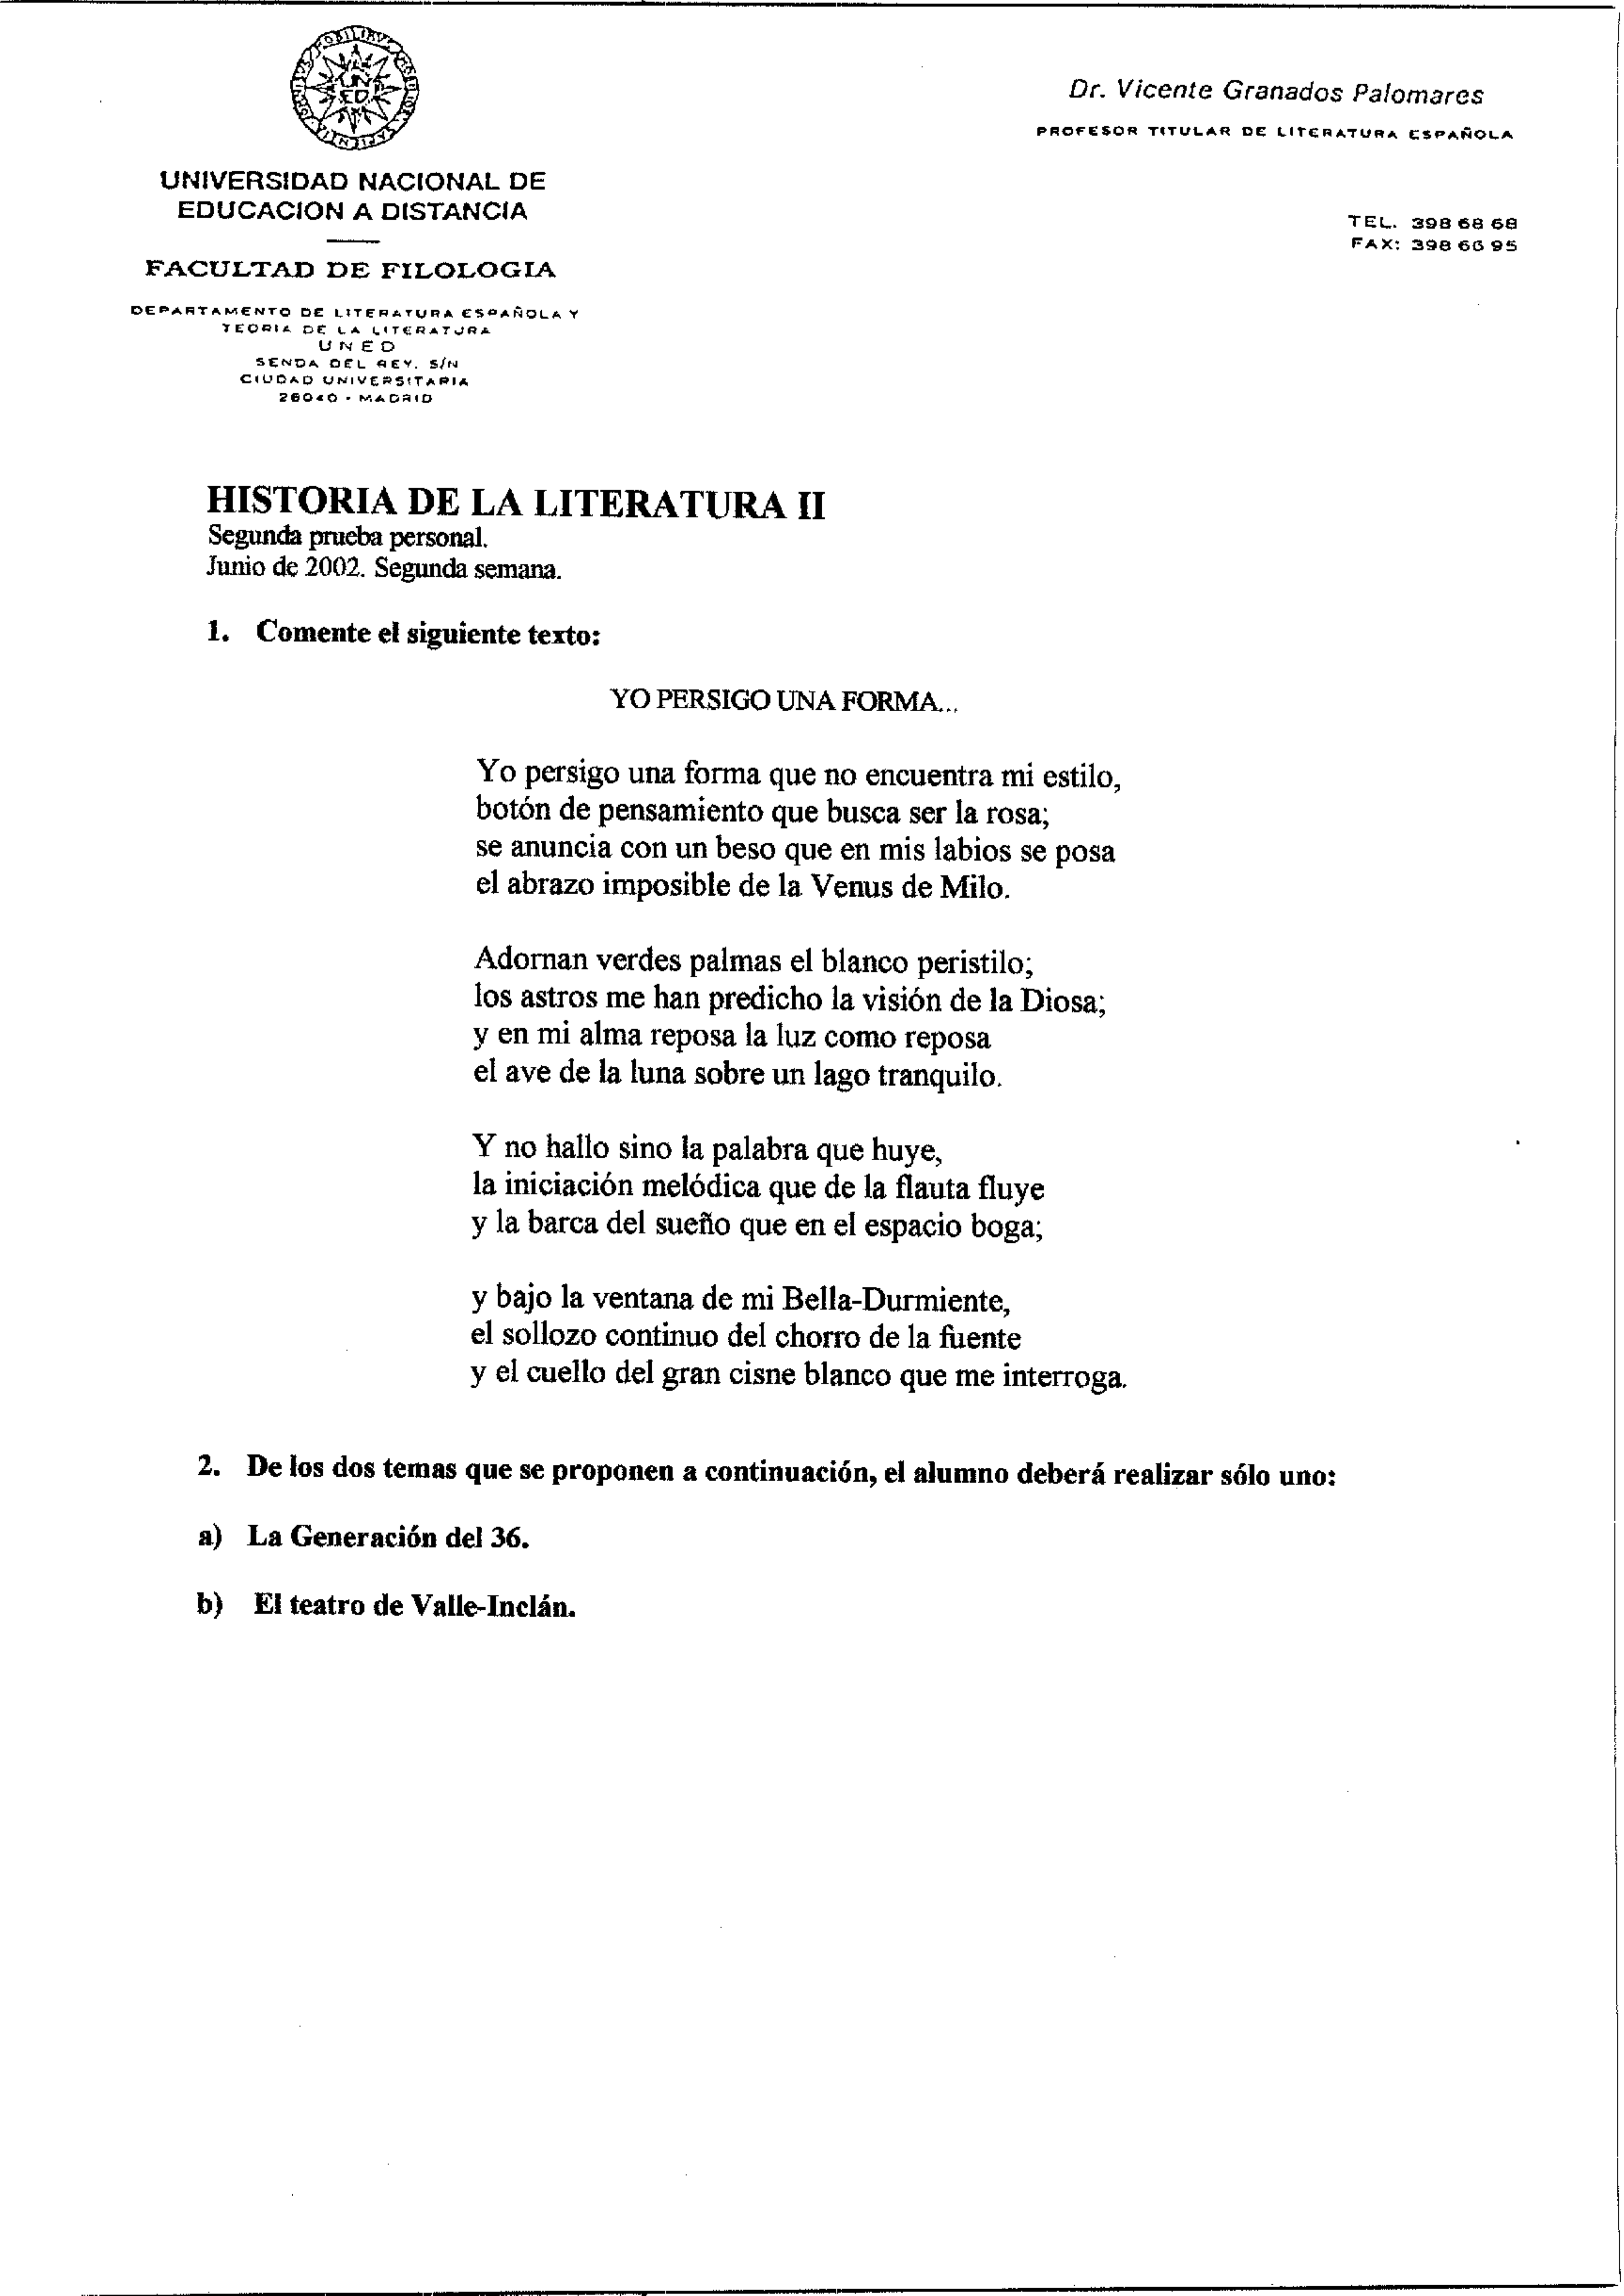 UNED
UNIVERSIDAD NACIONAL DE
EDUCACION A DISTANCIA
FACULTAD DE FILOLOGIA
DEPARTAMENTO DE LITERATURA ESPAÑOLA Y
TEORIA DE LA LITERATURA
UNED
SENDA DEL REY. S/N
CIUDAD UNIVERSITARIA
28040 - MADRID
Dr. Vicente Granados Palomares
PROFESOR TITULAR DE LITERATURA ESPAÑOLA
TEL. 398 68 68
FAX: 398 66 95
HISTORIA DE LA LITERATURA II
Segunda prueba personal.
Junio de 2002. Segunda semana.
1. Comente el siguiente texto:
YO PERSIGO UNA FORMA...
Yo persigo una forma que no encuentra mi estilo,
botón de pensamiento que busca ser la rosa;
se anuncia con un beso que en mis labios se posa
el abrazo imposible de la Venus de Milo.
Adornan verdes palmas el blanco peristilo;
los astros me han predicho la visión de la Diosa;
y en mi alma reposa la luz como reposa
el ave de la luna sobre un lago tranquilo.
Y no hallo sino la palabra que huye,
la iniciación melódica que de la flauta fluye
y la barca del sueño que en el espacio boga;
y bajo la ventana de mi Bella-Durmiente,
el sollozo continuo del chorro de la fuente
y el cuello del gran cisne blanco que me interroga.
2. De los dos temas que se proponen a continuación, el alumno deberá realizar sólo uno:
a) La Generación del 36.
b) El teatro de Valle-Inclán.